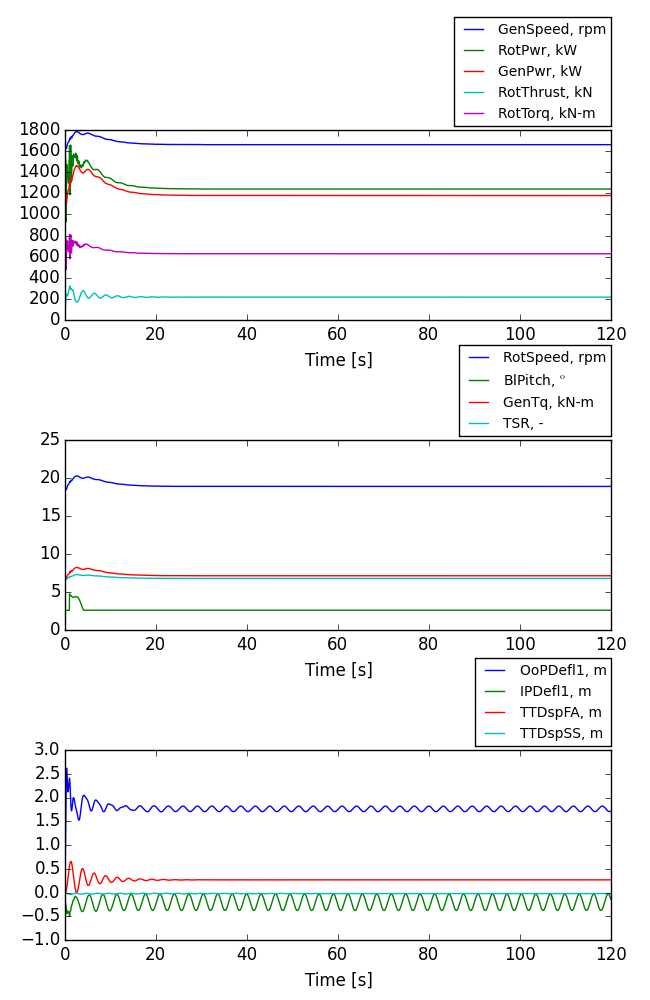 GenSpeed, rpm
RotPwr, kW
GenPwr, kW
RotThrust, kN
RotTorq, kN-m
1800
1600
1400
1200
1000
800
600
400
200
0
0 20 40 60 80 100 120
Time [s]
RotSpeed, rpm
BlPitch, °
GenTq, kN-m
TSR, -
25
20
15
10
5
0
0 20 40 60 80 100 120
Time [s]
OoPDefl1, m
IPDefl1, m
TTDspFA, m
TTDspSS, m
3.0
2.5
2.0
1.5
1.0
0.5
0.0
−0.5
−1.0
0 20 40 60 80 100 120
Time [s]